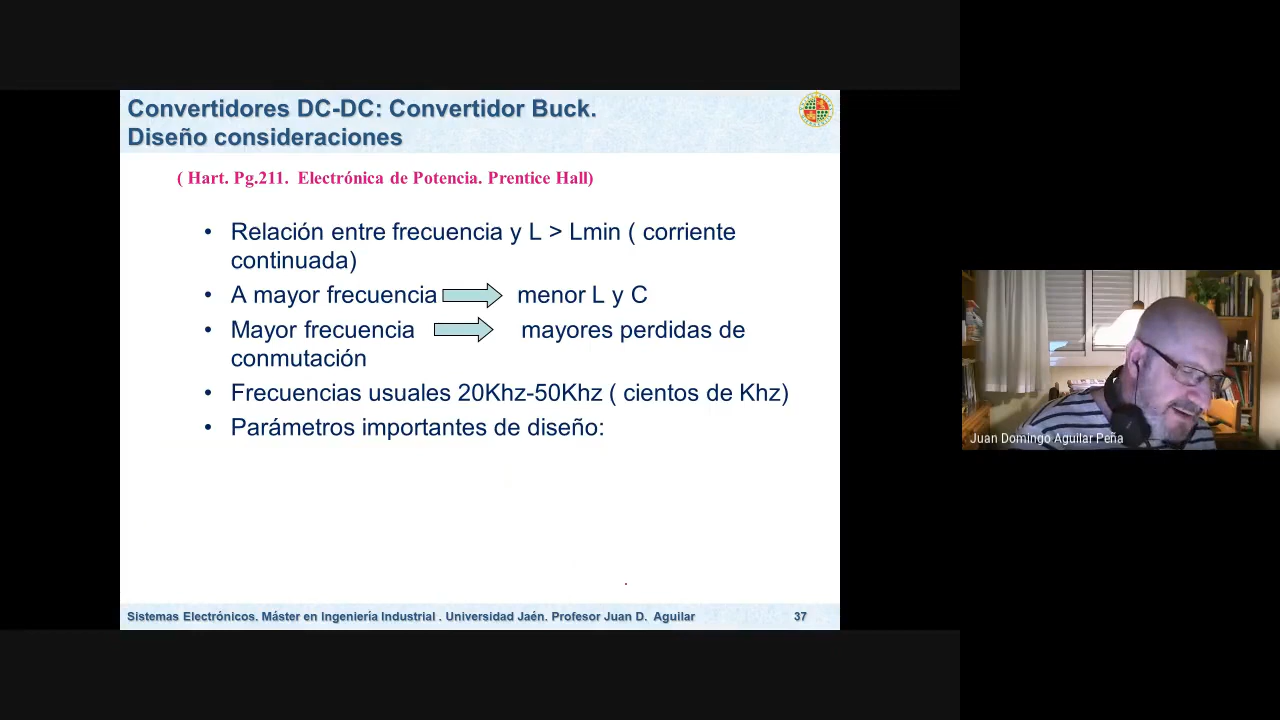 Convertidores DC-DC: Convertidor Buck.
Diseño consideraciones
( Hart. Pg.211. Electrónica de Potencia. Prentice Hall)
• Relación entre frecuencia y L > Lmin ( corriente
continuada)
• A mayor frecuencia menor L y C
• Mayor frecuencia mayores perdidas de
conmutación
• Frecuencias usuales 20Khz-50Khz ( cientos de Khz)
• Parámetros importantes de diseño:
Juan Domingo Aguilar Peña
Sistemas Electrónicos. Máster en Ingeniería Industrial . Universidad Jaén. Profesor Juan D. Aguilar 37